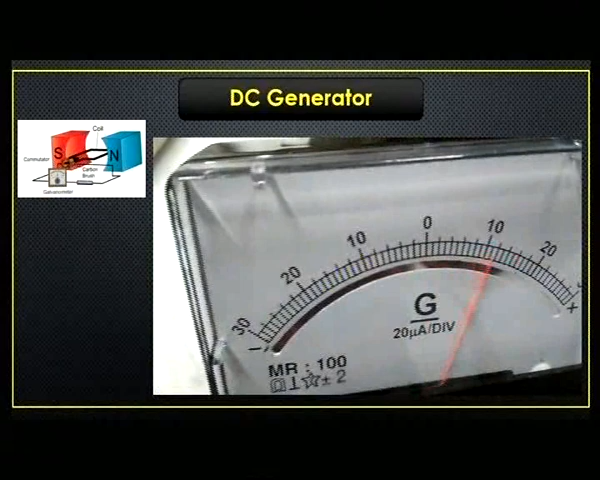 DC Generator
Coil
S
N
Commutator
Carbon
Brush
Galvanometer
30 20 10 0 10 20
− +
G
20µA/DIV
MR : 100
± 2